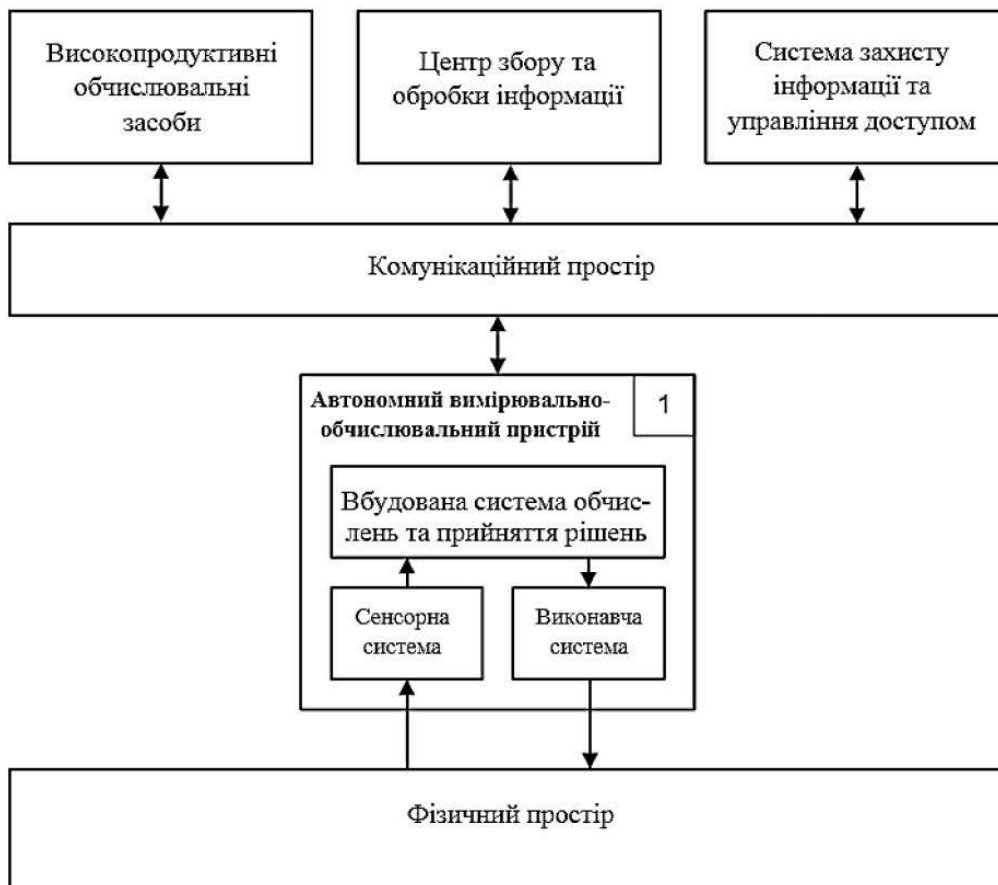 Високопродуктивні
обчислювальні
засоби
Центр збору та
обробки інформації
Система захисту
інформації та
управління доступом
Комунікаційний простір
Автономний вимірювально-
обчислювальний пристрій
1
Вбудована система обчис-
лень та прийняття рішень
Сенсорна
система
Виконавча
система
Фізичний простір